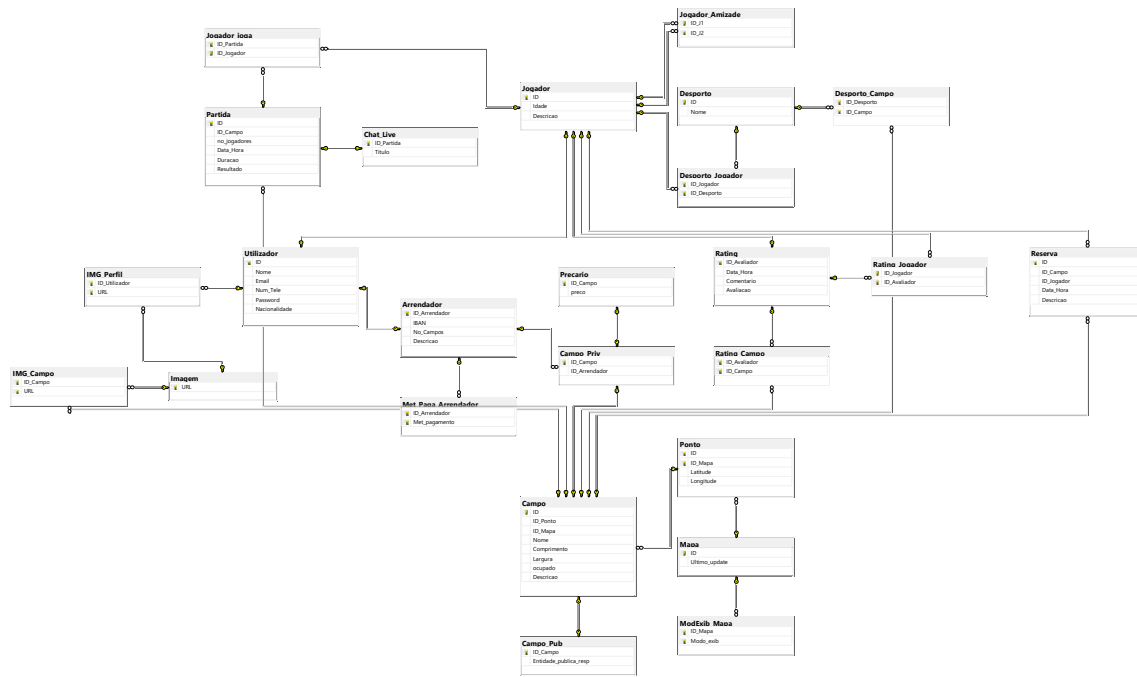 Jogador_Amizade
ID_J1
ID_J2
Jogador_joga
ID_Partida
ID_Jogador
Jogador
ID
Idade
Descricao
Desporto
ID
Nome
Desporto_Campo
ID_Desporto
ID_Campo
Partida
ID
ID_Campo
no_jogadores
Data_Hora
Duracao
Resultado
Chat_Live
ID_Partida
Titulo
Desporto_Jogador
ID_Jogador
ID_Desporto
Utilizador
ID
Nome
Email
Num_Tele
Password
Nacionalidade
Rating
ID_Avaliador
Data_Hora
Comentario
Avaliacao
Rating_Jogador
ID_Jogador
ID_Avaliador
Reserva
ID
ID_Campo
ID_Jogador
Data_Hora
Descricao
IMG_Perfil
ID_Utilizador
URL
Precario
ID_Campo
preco
Arrendador
ID_Arrendador
IBAN
No_Campos
Descricao
Campo_Priv
ID_Campo
ID_Arrendador
Rating_Campo
ID_Avaliador
ID_Campo
IMG_Campo
ID_Campo
URL
Imagem
URL
Met_Paga_Arrendador
ID_Arrendador
Met_pagamento
Ponto
ID
ID_Mapa
Latitude
Longitude
Campo
ID
ID_Ponto
ID_Mapa
Nome
Comprimento
Largura
ocupado
Descricao
Mapa
ID
Ultimo_update
ModExib_Mapa
ID_Mapa
Modo_exib
Campo_Pub
ID_Campo
Entidade_publica_resp